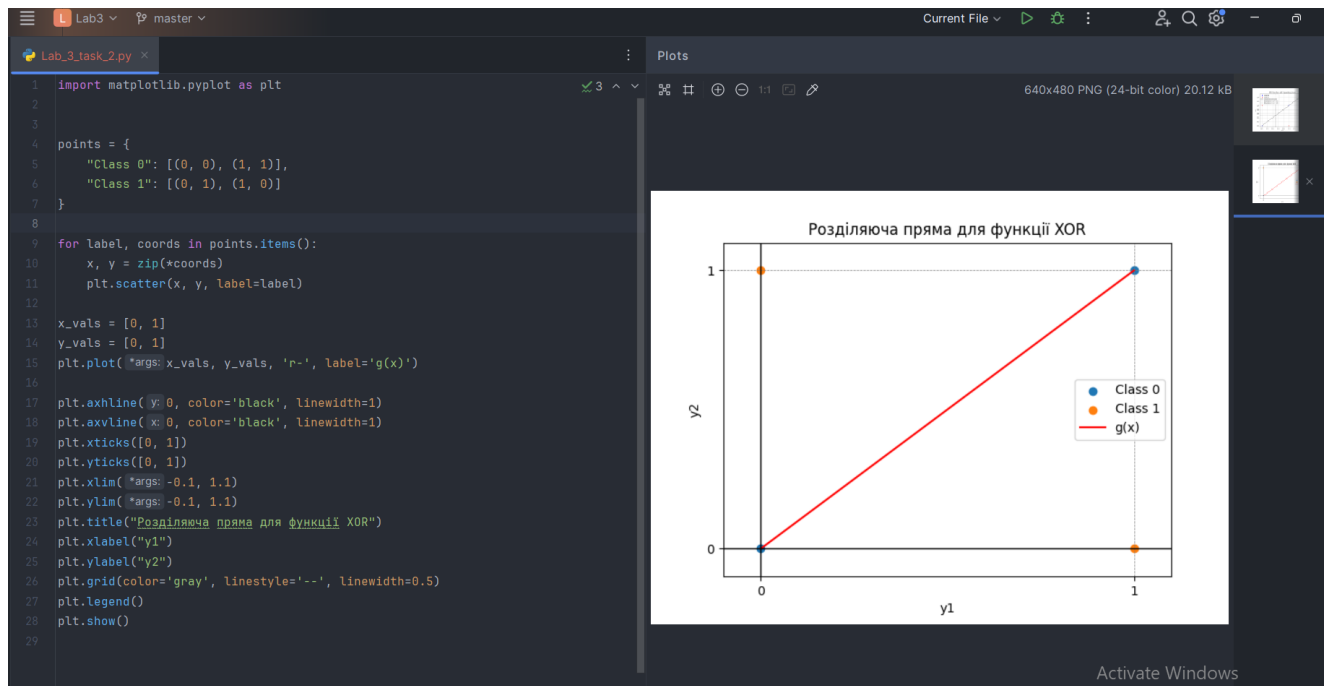 L Lab3 master Current File
Lab_3_task_2.py
Plots
3
1:1
640x480 PNG (24-bit color) 20.12 kB
1 import matplotlib.pyplot as plt
2
3
4 points = {
5 "Class 0": [(0, 0), (1, 1)],
6 "Class 1": [(0, 1), (1, 0)]
7 }
8
9 for label, coords in points.items():
10 x, y = zip(*coords)
11 plt.scatter(x, y, label=label)
12
13 x_vals = [0, 1]
14 y_vals = [0, 1]
15 plt.plot( *args: x_vals, y_vals, 'r-', label='g(x)')
16
17 plt.axhline( y: 0, color='black', linewidth=1)
18 plt.axvline( x: 0, color='black', linewidth=1)
19 plt.xticks([0, 1])
20 plt.yticks([0, 1])
21 plt.xlim( *args: -0.1, 1.1)
22 plt.ylim( *args: -0.1, 1.1)
23 plt.title("Розділяюча пряма для функції XOR")
24 plt.xlabel("y1")
25 plt.ylabel("y2")
26 plt.grid(color='gray', linestyle='--', linewidth=0.5)
27 plt.legend()
28 plt.show()
29
Розділяюча пряма для функції XOR
1
y2
0
Class 0
Class 1
g(x)
0 1
y1
Activate Windows